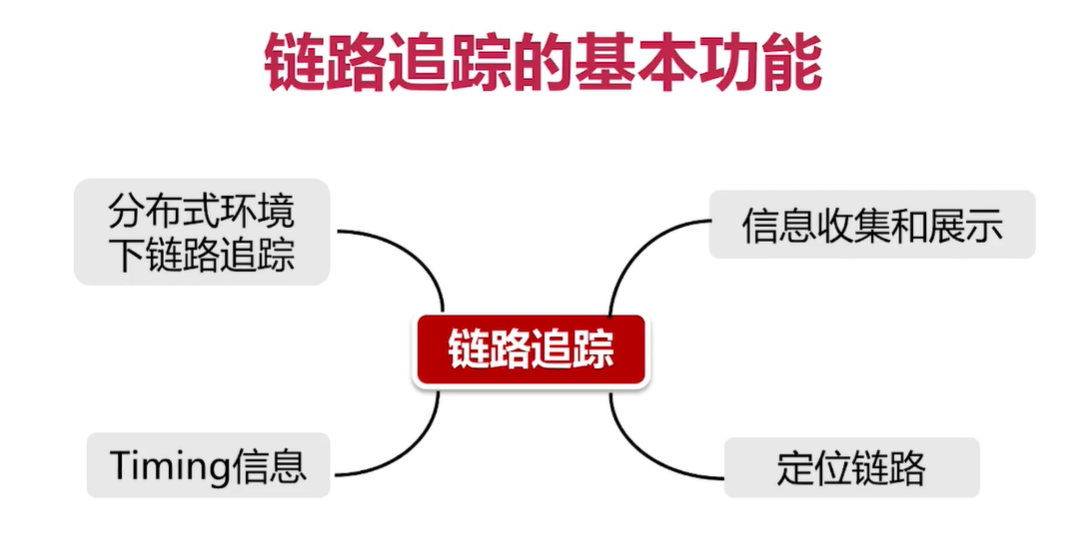 链路追踪的基本功能
分布式环境
下链路追踪
信息收集和展示
链路追踪
Timing信息
定位链路